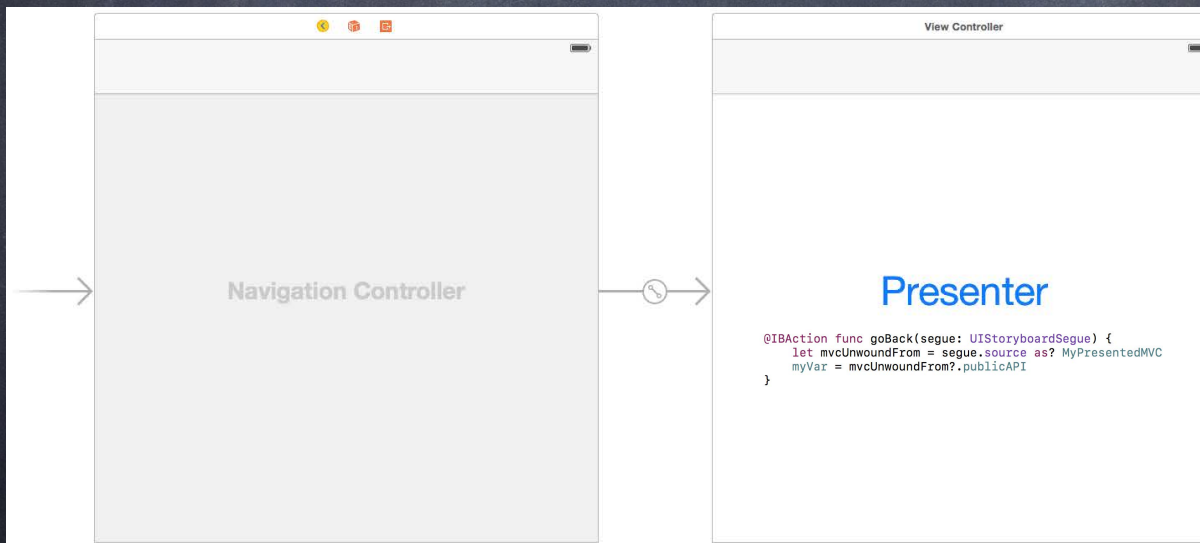 View Controller
Navigation Controller
Presenter
@IBAction func goBack(segue: UIStoryboardSegue) {
    let mvcUnwoundFrom = segue.source as? MyPresentedMVC
    myVar = mvcUnwoundFrom?.publicAPI
}